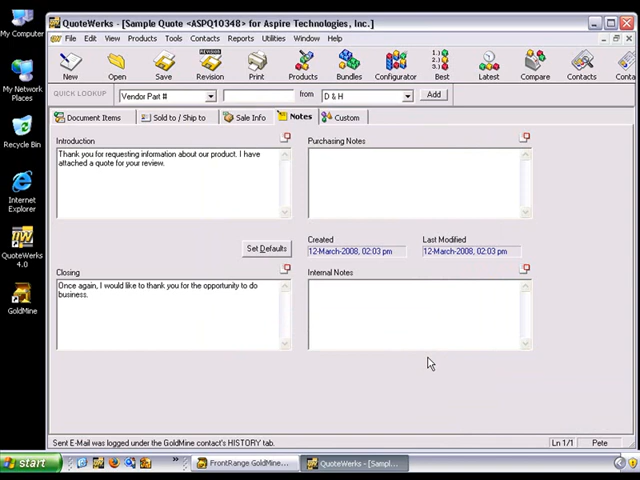 My Computer
My Network
Places
Recycle Bin
Internet
Explorer
QuoteWerks
4.0
GoldMine
QuoteWerks - [Sample Quote <ASPQ10348> for Aspire Technologies, Inc.]
File Edit View Products Tools Contacts Reports Utilities Window Help
New Open Save Revision Print Products Bundles Configurator Best Latest Compare Contacts
QUICK LOOKUP Vendor Part # from D & H Add
Document Items Sold to / Ship to Sale Info Notes Custom
Introduction
Thank you for requesting information about our product. I have
attached a quote for your review.
Purchasing Notes
Set Defaults
Created
12-March-2008, 02:03 pm
Last Modified
12-March-2008, 02:03 pm
Closing
Once again, I would like to thank you for the opportunity to do
business.
Internal Notes
Sent E-Mail was logged under the GoldMine contact's HISTORY tab. Ln 1/1 Pete
start FrontRange GoldMine... QuoteWerks - [Sampl...